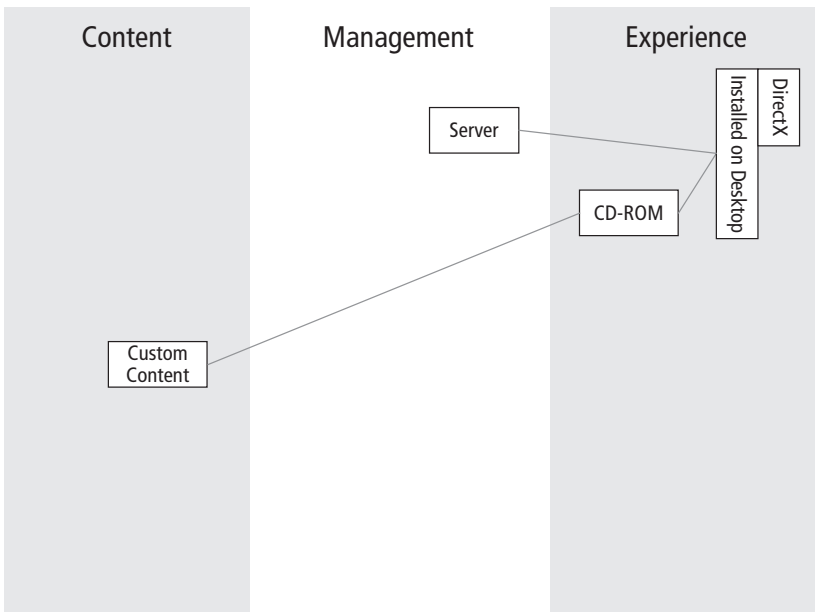 Content
Management
Experience
Server
CD-ROM
Installed on Desktop
DirectX
Custom
Content